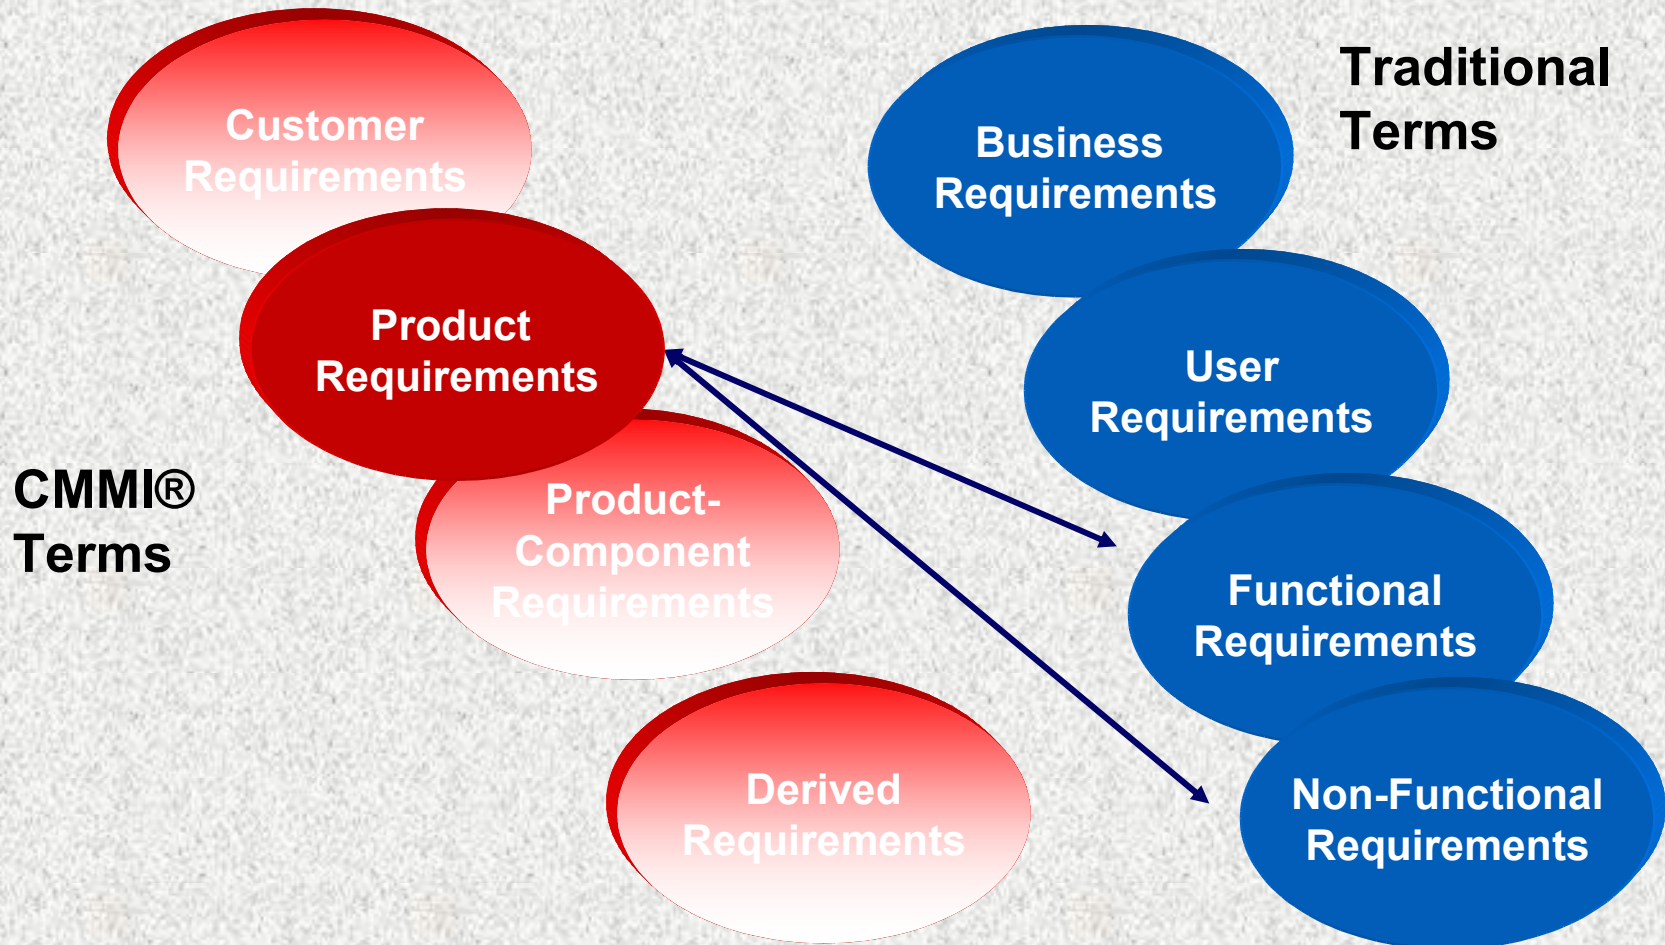 Customer
Requirements
Product
Requirements
Product-
Component
Requirements
Derived
Requirements
CMMI®
Terms
Business
Requirements
User
Requirements
Functional
Requirements
Non-Functional
Requirements
Traditional
Terms